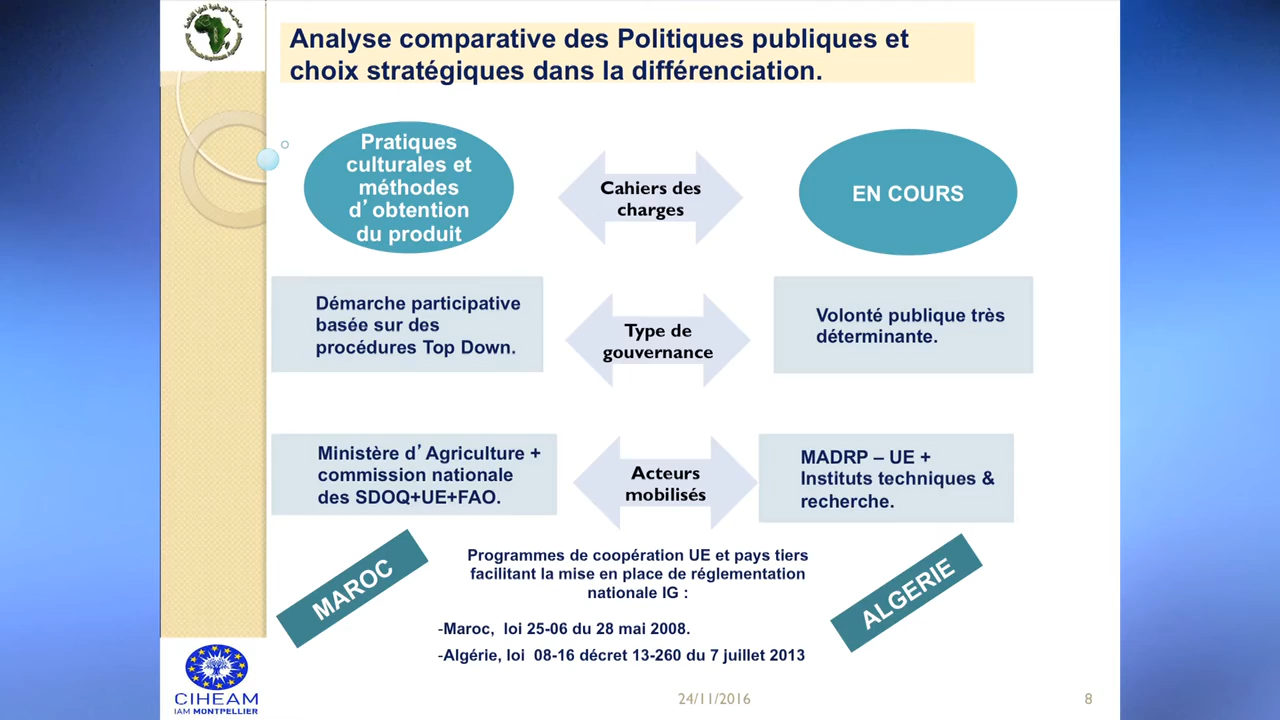 Analyse comparative des Politiques publiques et
choix stratégiques dans la différenciation.
Pratiques
culturales et
méthodes
d’obtention
du produit
Cahiers des
charges
EN COURS
Démarche participative
basée sur des
procédures Top Down.
Type de
gouvernance
Volonté publique très
déterminante.
Ministère d’Agriculture +
commission nationale
des SDOQ+UE+FAO.
Acteurs
mobilisés
MADRP – UE +
Instituts techniques &
recherche.
MAROC
Programmes de coopération UE et pays tiers
facilitant la mise en place de réglementation
nationale IG :
-Maroc, loi 25-06 du 28 mai 2008.
-Algérie, loi 08-16 décret 13-260 du 7 juillet 2013
ALGERIE
CIHEAM
IAM MONTPELLIER
24/11/2016
8